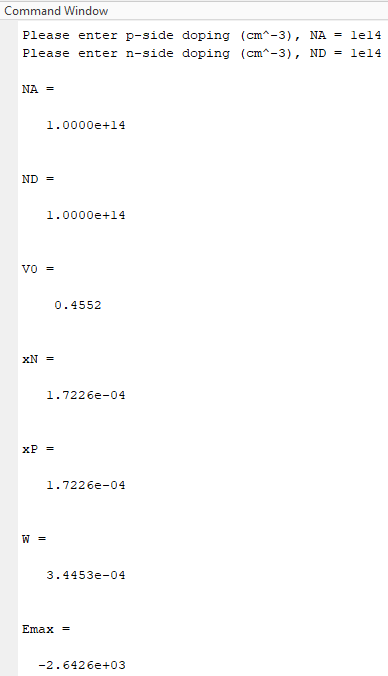 Command Window
Please enter p-side doping (cm^-3), NA = 1e14
Please enter n-side doping (cm^-3), ND = 1e14
NA =
1.0000e+14
ND =
1.0000e+14
V0 =
0.4552
xN =
1.7226e-04
xP =
1.7226e-04
W =
3.4453e-04
Emax =
-2.6426e+03